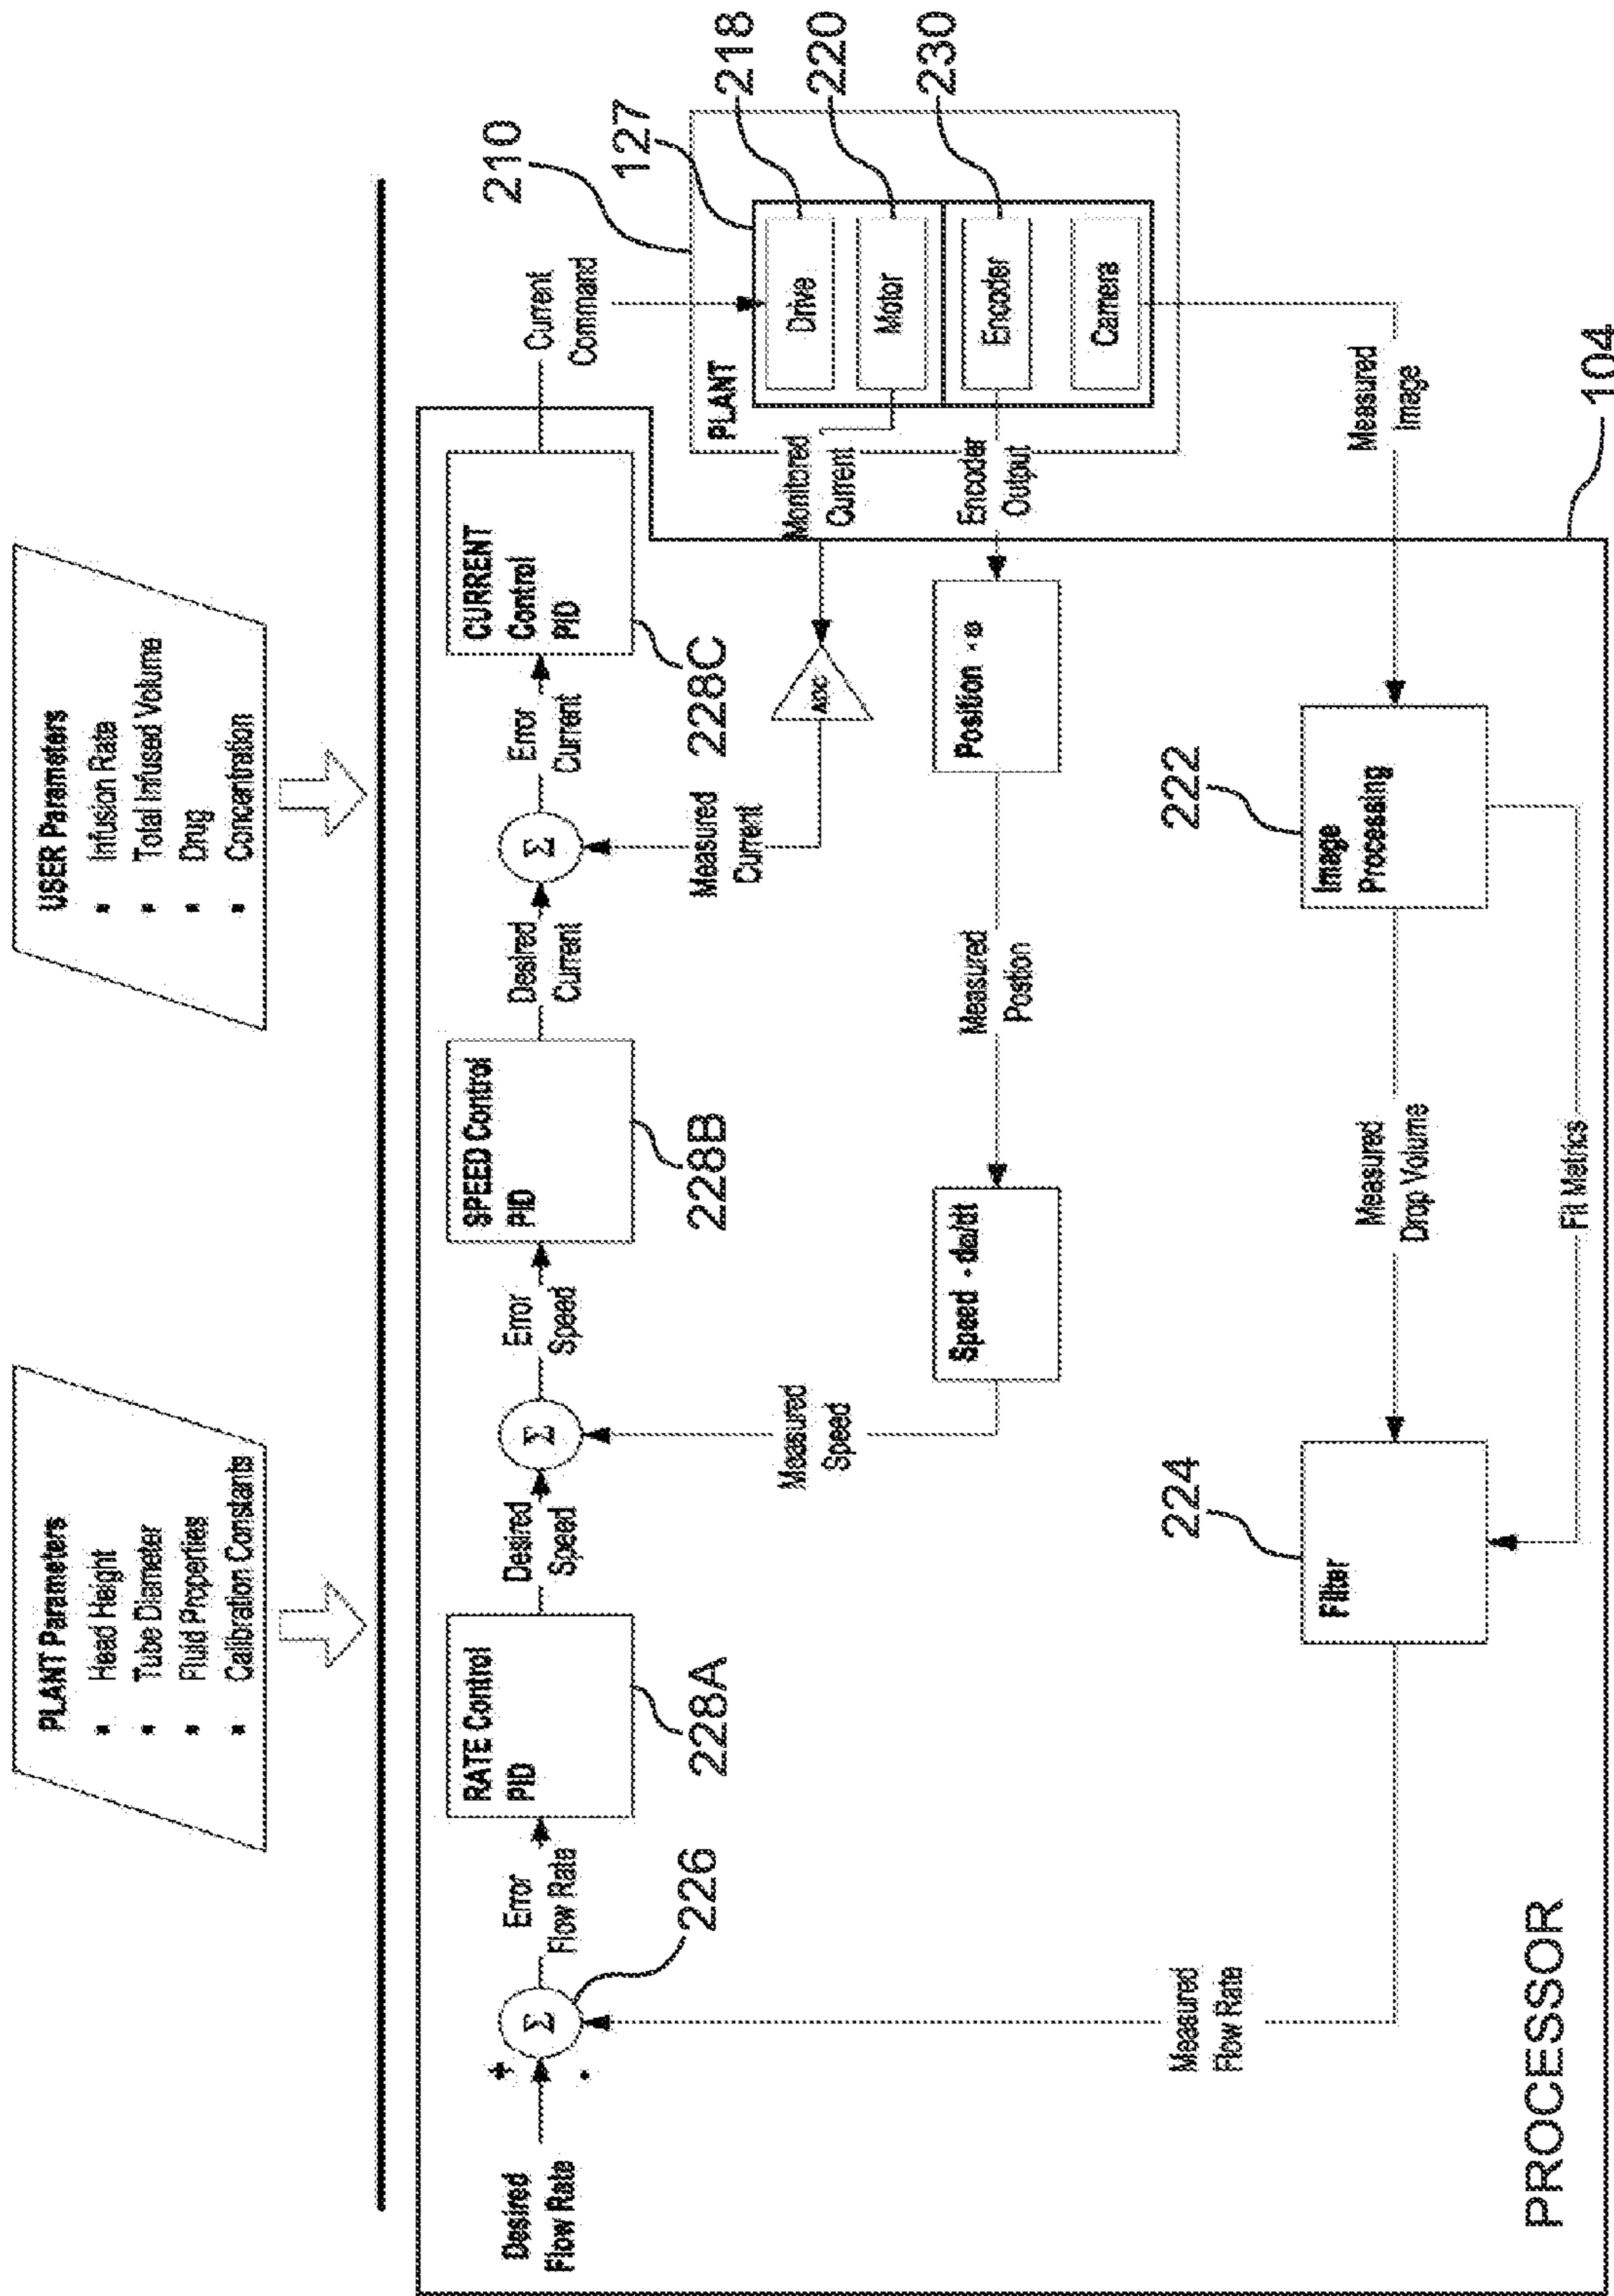 PLANT Parameters
▪ Head Height
▪ Tube Diameter
▪ Fluid Properties
▪ Calibration Constants
USER Parameters
▪ Infusion Rate
▪ Total Infused Volume
▪ Drug
▪ Concentration
Desired
Flow Rate
+
-
Σ
226
Error
Flow Rate
RATE Control
PID
228A
Desired
Speed
Σ
Error
Speed
SPEED Control
PID
228B
Desired
Current
Σ
Error
Current
CURRENT
Control
PID
228C
Current
Command
210
127
218
220
230
PLANT
Drive
Motor
Encoder
Camera
Monitored
Current
ADC
Measured
Current
Encoder
Output
Position
Measured
Postion
Speed
Measured
Speed
Measured
Image
Image
Processing
222
Measured
Drop Volume
Fit Metrics
Filter
224
Measured
Flow Rate
PROCESSOR
104